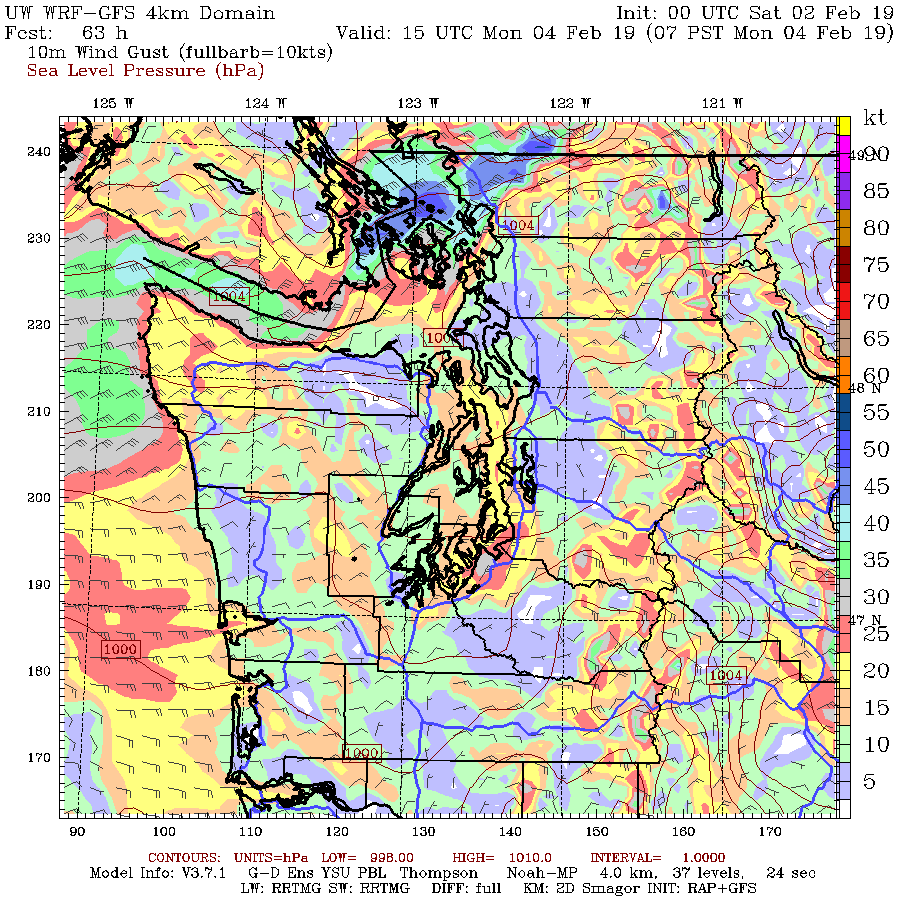 UW WRF-GFS 4km Domain Init: 00 UTC Sat 02 Feb 19
Fcst: 63 h Valid: 15 UTC Mon 04 Feb 19 (07 PST Mon 04 Feb 19)
10m Wind Gust (fullbarb=10kts)
Sea Level Pressure (hPa)
125 W 124 W 123 W 122 W 121 W
kt
240 49 N 90
85
1004 80
230
75
1004 70
220 65
60
48 N
210 55
50
200 45
40
35
190 30
47 N
25
1000 1004
180 20
15
1000 10
170
5
90 100 110 120 130 140 150 160 170
CONTOURS: UNITS=hPa LOW= 998.00 HIGH= 1010.0 INTERVAL= 1.0000
Model Info: V3.7.1 G-D Ens YSU PBL Thompson Noah-MP 4.0 km, 37 levels, 24 sec
LW: RRTMG SW: RRTMG DIFF: full KM: 2D Smagor INIT: RAP+GFS